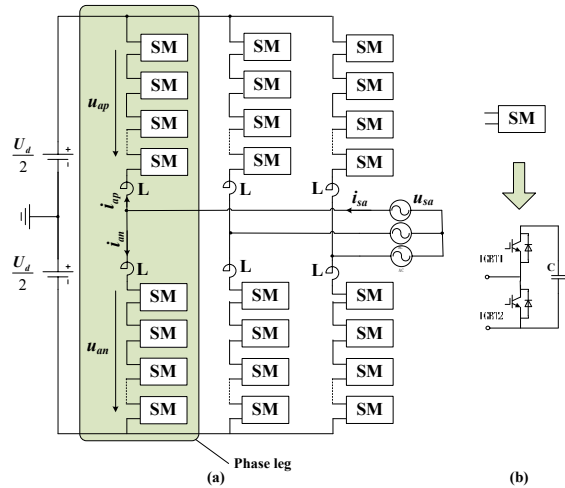 SM SM SM
SM SM SM
SM SM SM
SM SM SM
u_ap
U_d
2
+
-
L L L
i_ap
i_sa
u_sa
i_an
AC
U_d
2
+
-
L L L
SM SM SM
SM SM SM
SM SM SM
SM SM SM
u_an
Phase leg
(a)
SM
IGBT1
C
IGBT2
(b)